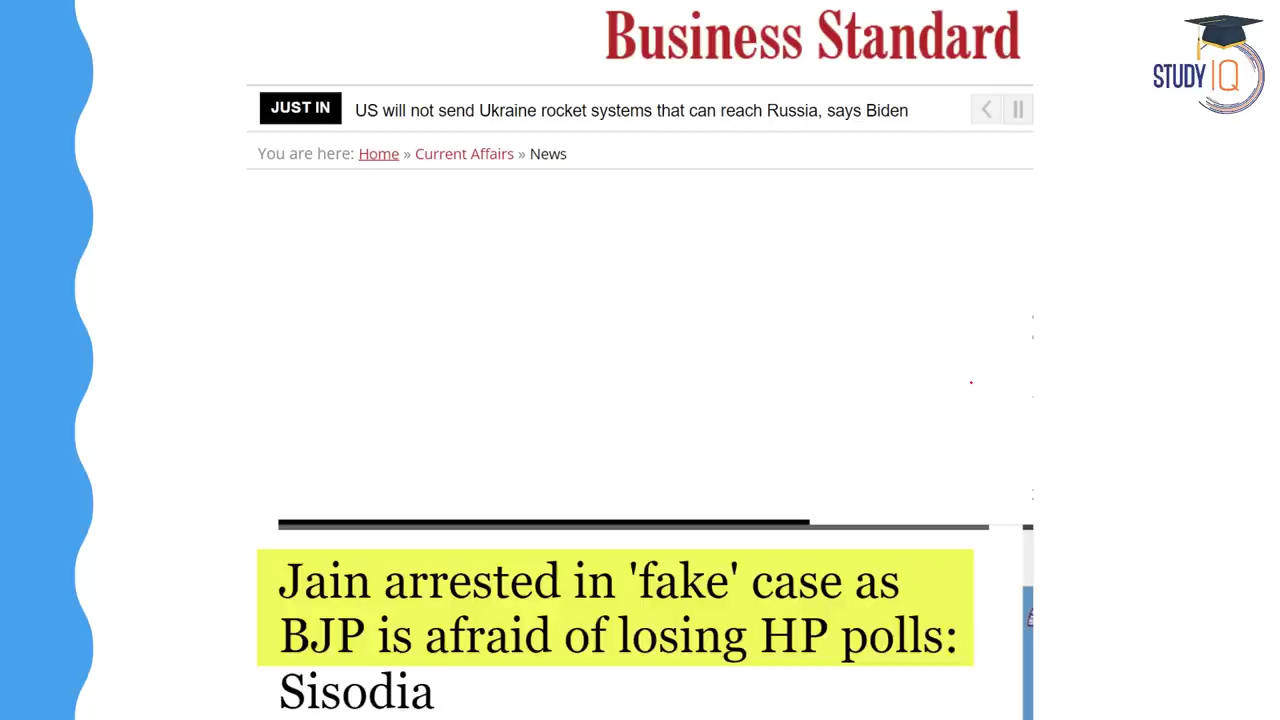 Business Standard
STUDY IQ
JUST IN US will not send Ukraine rocket systems that can reach Russia, says Biden
You are here: Home » Current Affairs » News
Jain arrested in 'fake' case as
BJP is afraid of losing HP polls:
Sisodia